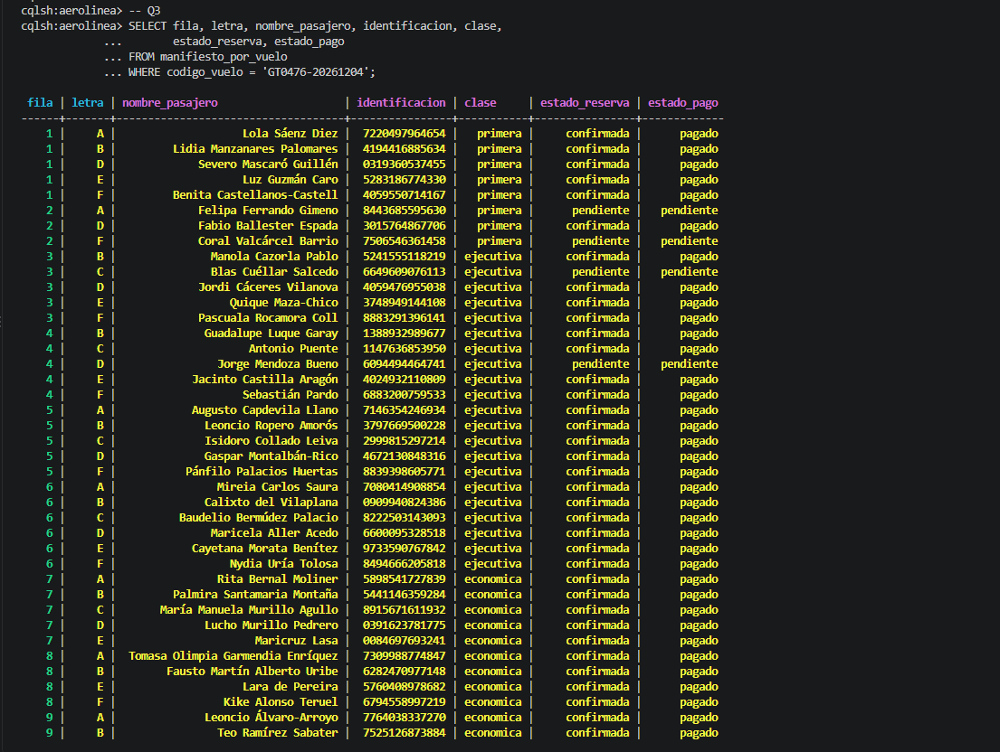 cqlsh:aerolinea> -- Q3
cqlsh:aerolinea> SELECT fila, letra, nombre_pasajero, identificacion, clase,
             ...        estado_reserva, estado_pago
             ... FROM manifiesto_por_vuelo
             ... WHERE codigo_vuelo = 'GT0476-20261204';
fila | letra | nombre_pasajero | identificacion | clase | estado_reserva | estado_pago
------+-------+-----------------------------------+----------------+-----------+----------------+-------------
1 | A | Lola Sáenz Diez | 7220497964654 | primera | confirmada | pagado
1 | B | Lidia Manzanares Palomares | 4194416885634 | primera | confirmada | pagado
1 | D | Severo Mascaró Guillén | 0319360537455 | primera | confirmada | pagado
1 | E | Luz Guzmán Caro | 5283186774330 | primera | confirmada | pagado
1 | F | Benita Castellanos-Castell | 4059550714167 | primera | confirmada | pagado
2 | A | Felipa Ferrando Gimeno | 8443685595630 | primera | pendiente | pendiente
2 | D | Fabio Ballester Espada | 3015764867706 | primera | confirmada | pagado
2 | F | Coral Valcárcel Barrio | 7506546361458 | primera | pendiente | pendiente
3 | B | Manola Cazorla Pablo | 5241555118219 | ejecutiva | confirmada | pagado
3 | C | Blas Cuéllar Salcedo | 6649609076113 | ejecutiva | pendiente | pendiente
3 | D | Jordi Cáceres Vilanova | 4059476955038 | ejecutiva | confirmada | pagado
3 | E | Quique Maza-Chico | 3748949144108 | ejecutiva | confirmada | pagado
3 | F | Pascuala Rocamora Coll | 8883291396141 | ejecutiva | confirmada | pagado
4 | B | Guadalupe Luque Garay | 1388932989677 | ejecutiva | confirmada | pagado
4 | C | Antonio Puente | 1147636853950 | ejecutiva | confirmada | pagado
4 | D | Jorge Mendoza Bueno | 6094494464741 | ejecutiva | pendiente | pendiente
4 | E | Jacinto Castilla Aragón | 4024932110809 | ejecutiva | confirmada | pagado
4 | F | Sebastián Pardo | 6883200759533 | ejecutiva | confirmada | pagado
5 | A | Augusto Capdevila Llano | 7146354246934 | ejecutiva | confirmada | pagado
5 | B | Leoncio Ropero Amorós | 3797669500228 | ejecutiva | confirmada | pagado
5 | C | Isidoro Collado Leiva | 2999815297214 | ejecutiva | confirmada | pagado
5 | D | Gaspar Montalbán-Rico | 4672130848316 | ejecutiva | confirmada | pagado
5 | F | Pánfilo Palacios Huertas | 8839398605771 | ejecutiva | confirmada | pagado
6 | A | Mireia Carlos Saura | 7080414908854 | ejecutiva | confirmada | pagado
6 | B | Calixto del Vilaplana | 0909940824386 | ejecutiva | confirmada | pagado
6 | C | Baudelio Bermúdez Palacio | 8222503143093 | ejecutiva | confirmada | pagado
6 | D | Maricela Aller Acedo | 6600095328518 | ejecutiva | confirmada | pagado
6 | E | Cayetana Morata Benítez | 9733590767842 | ejecutiva | confirmada | pagado
6 | F | Nydia Uría Tolosa | 8494666205818 | ejecutiva | confirmada | pagado
7 | A | Rita Bernal Moliner | 5898541727839 | economica | confirmada | pagado
7 | B | Palmira Santamaria Montaña | 5441146359284 | economica | confirmada | pagado
7 | C | María Manuela Murillo Agullo | 8915671611932 | economica | confirmada | pagado
7 | D | Lucho Murillo Pedrero | 0391623781775 | economica | confirmada | pagado
7 | E | Maricruz Lasa | 0084697693241 | economica | confirmada | pagado
8 | A | Tomasa Olimpia Garmendia Enríquez | 7309988774847 | economica | confirmada | pagado
8 | B | Fausto Martín Alberto Uribe | 6282470977148 | economica | confirmada | pagado
8 | E | Lara de Pereira | 5760408978682 | economica | confirmada | pagado
8 | F | Kike Alonso Teruel | 6794558997219 | economica | confirmada | pagado
9 | A | Leoncio Álvaro-Arroyo | 7764038337270 | economica | confirmada | pagado
9 | B | Teo Ramírez Sabater | 7525126873884 | economica | confirmada | pagado